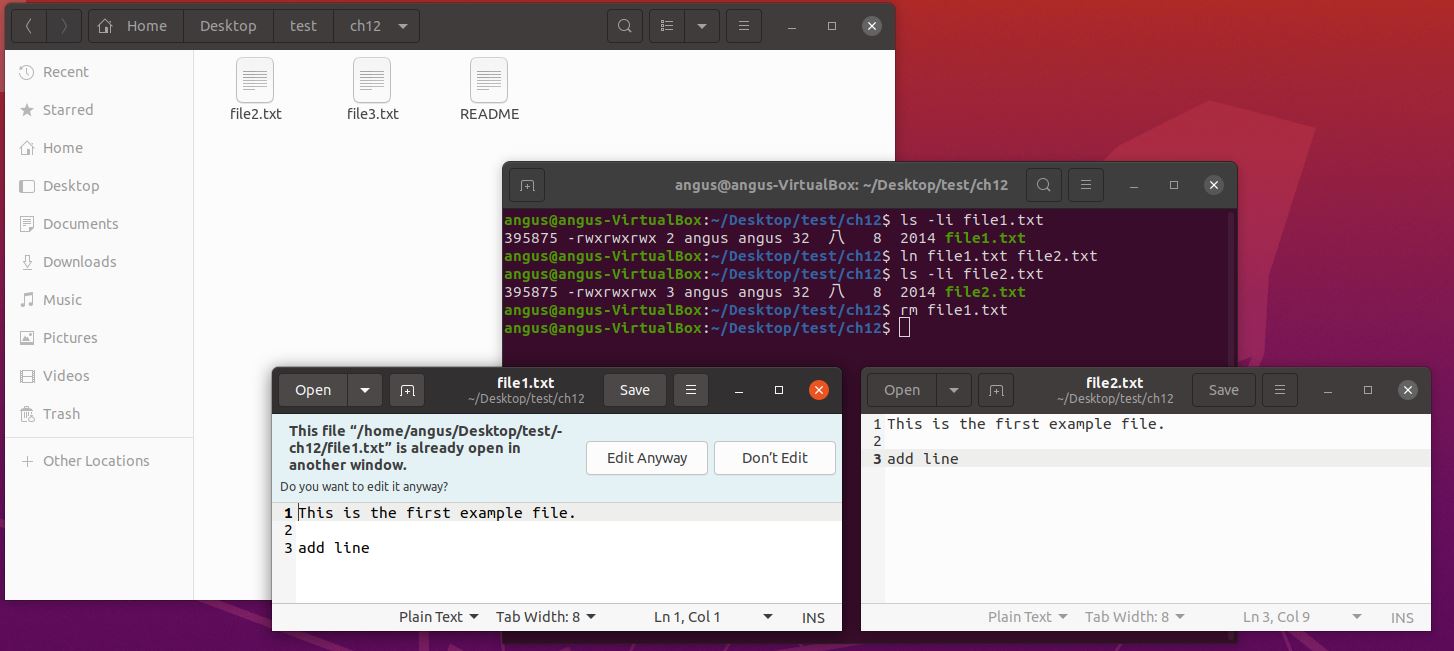 Home Desktop test ch12
Recent
Starred
Home
Desktop
Documents
Downloads
Music
Pictures
Videos
Trash
Other Locations
file2.txt file3.txt README
angus@angus-VirtualBox: ~/Desktop/test/ch12
angus@angus-VirtualBox:~/Desktop/test/ch12$ ls -li file1.txt
395875 -rwxrwxrwx 2 angus angus 32 八 8 2014 file1.txt
angus@angus-VirtualBox:~/Desktop/test/ch12$ ln file1.txt file2.txt
angus@angus-VirtualBox:~/Desktop/test/ch12$ ls -li file2.txt
395875 -rwxrwxrwx 3 angus angus 32 八 8 2014 file2.txt
angus@angus-VirtualBox:~/Desktop/test/ch12$ rm file1.txt
angus@angus-VirtualBox:~/Desktop/test/ch12$
Open file1.txt Save
~/Desktop/test/ch12
This file “/home/angus/Desktop/test/-
ch12/file1.txt” is already open in
another window.
Do you want to edit it anyway?
Edit Anyway Don't Edit
1 This is the first example file.
2
3 add line
Plain Text Tab Width: 8 Ln 1, Col 1 INS
Open file2.txt Save
~/Desktop/test/ch12
1 This is the first example file.
2
3 add line
Plain Text Tab Width: 8 Ln 3, Col 9 INS